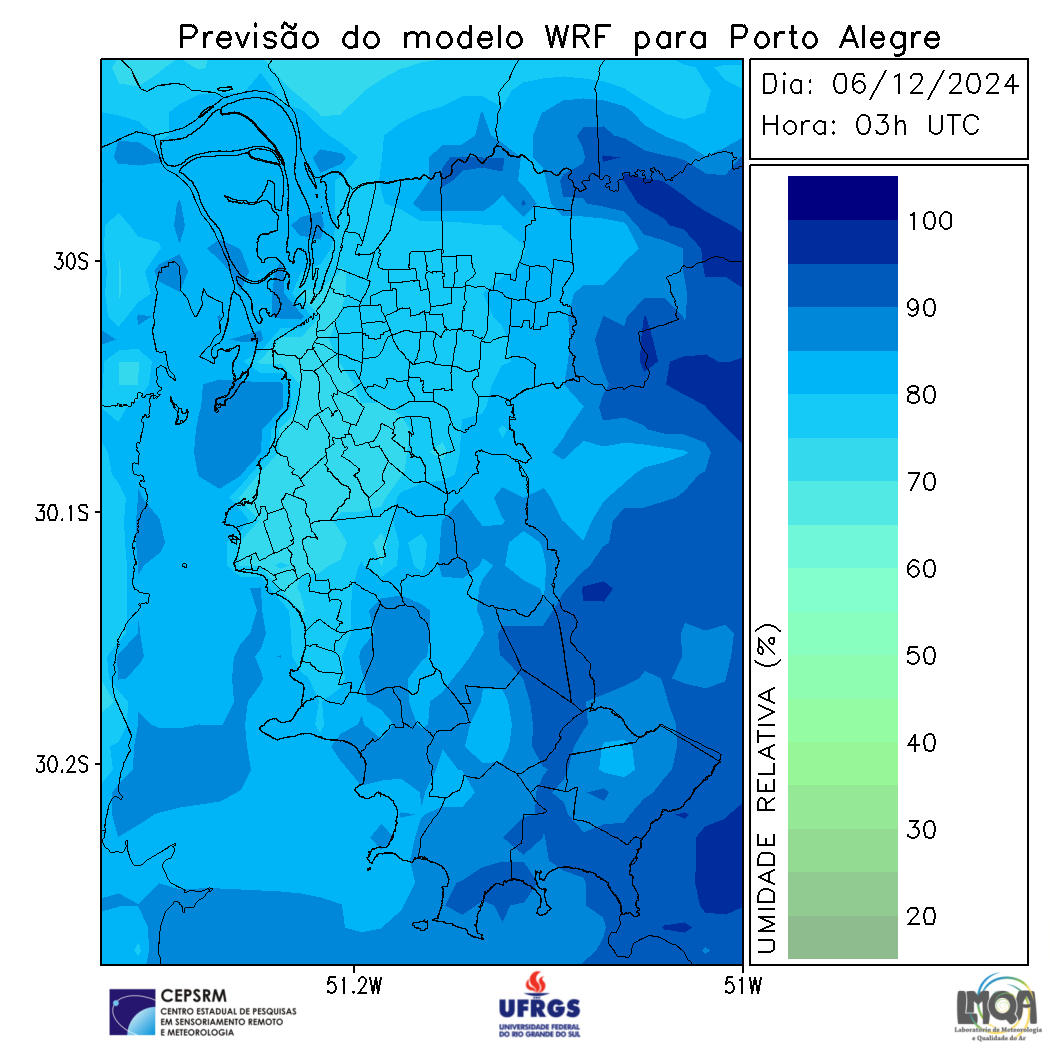 Previsão do modelo WRF para Porto Alegre
Dia: 06/12/2024
Hora: 03h UTC
30S
30.1S
30.2S
51.2W
51W
100
90
80
70
60
50
40
30
20
UMIDADE RELATIVA (%)
CEPSRM
CENTRO ESTADUAL DE PESQUISAS
EM SENSORIAMENTO REMOTO
E METEOROLOGIA
UFRGS
UNIVERSIDADE FEDERAL
DO RIO GRANDE DO SUL
LMQA
Laboratório de Meteorologia
e Qualidade do Ar